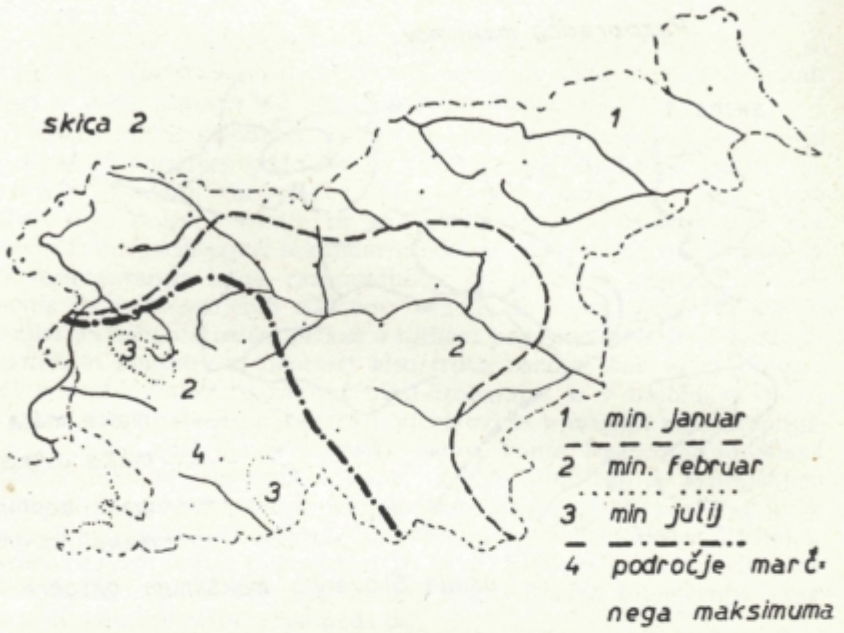 skica 2
1
3
2
2
4
3
1 min. januar
2 min. februar
3 min julij
4 področje marč=
nega maksimuma